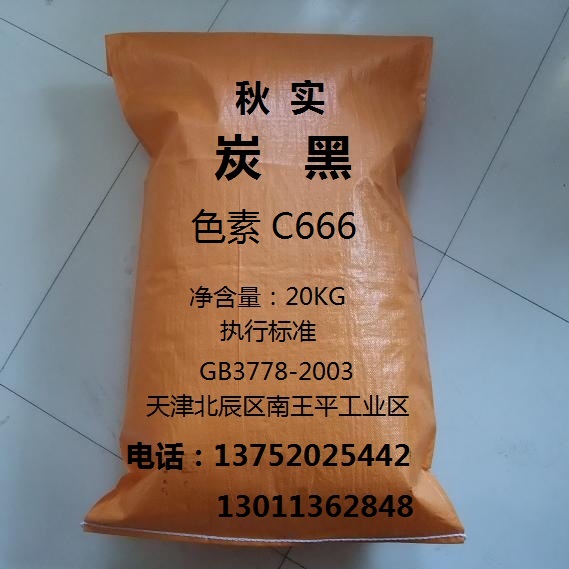 秋 实
炭 黑
色素 C666
净含量：20KG
执行标准
GB3778-2003
天津北辰区南王平工业区
电话：13752025442
13011362848